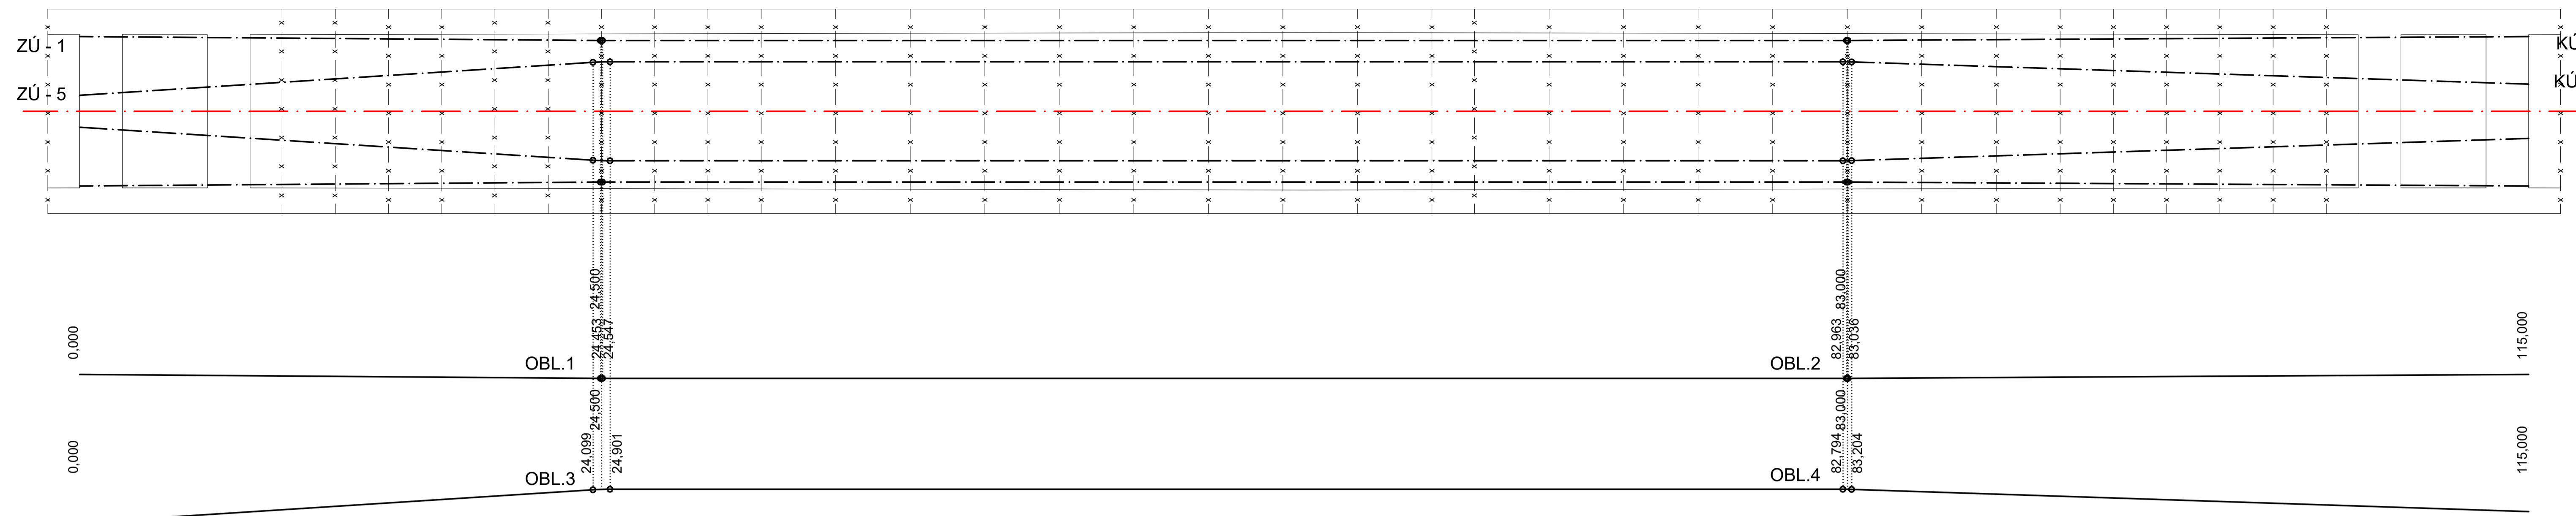 ZÚ - 1
KÚ
ZÚ - 5
KÚ
0,000
24,453
24,500
24,547
82,963
83,000
83,036
115,000
OBL.1
OBL.2
0,000
24,099
24,500
24,901
82,794
83,000
83,204
115,000
OBL.3
OBL.4